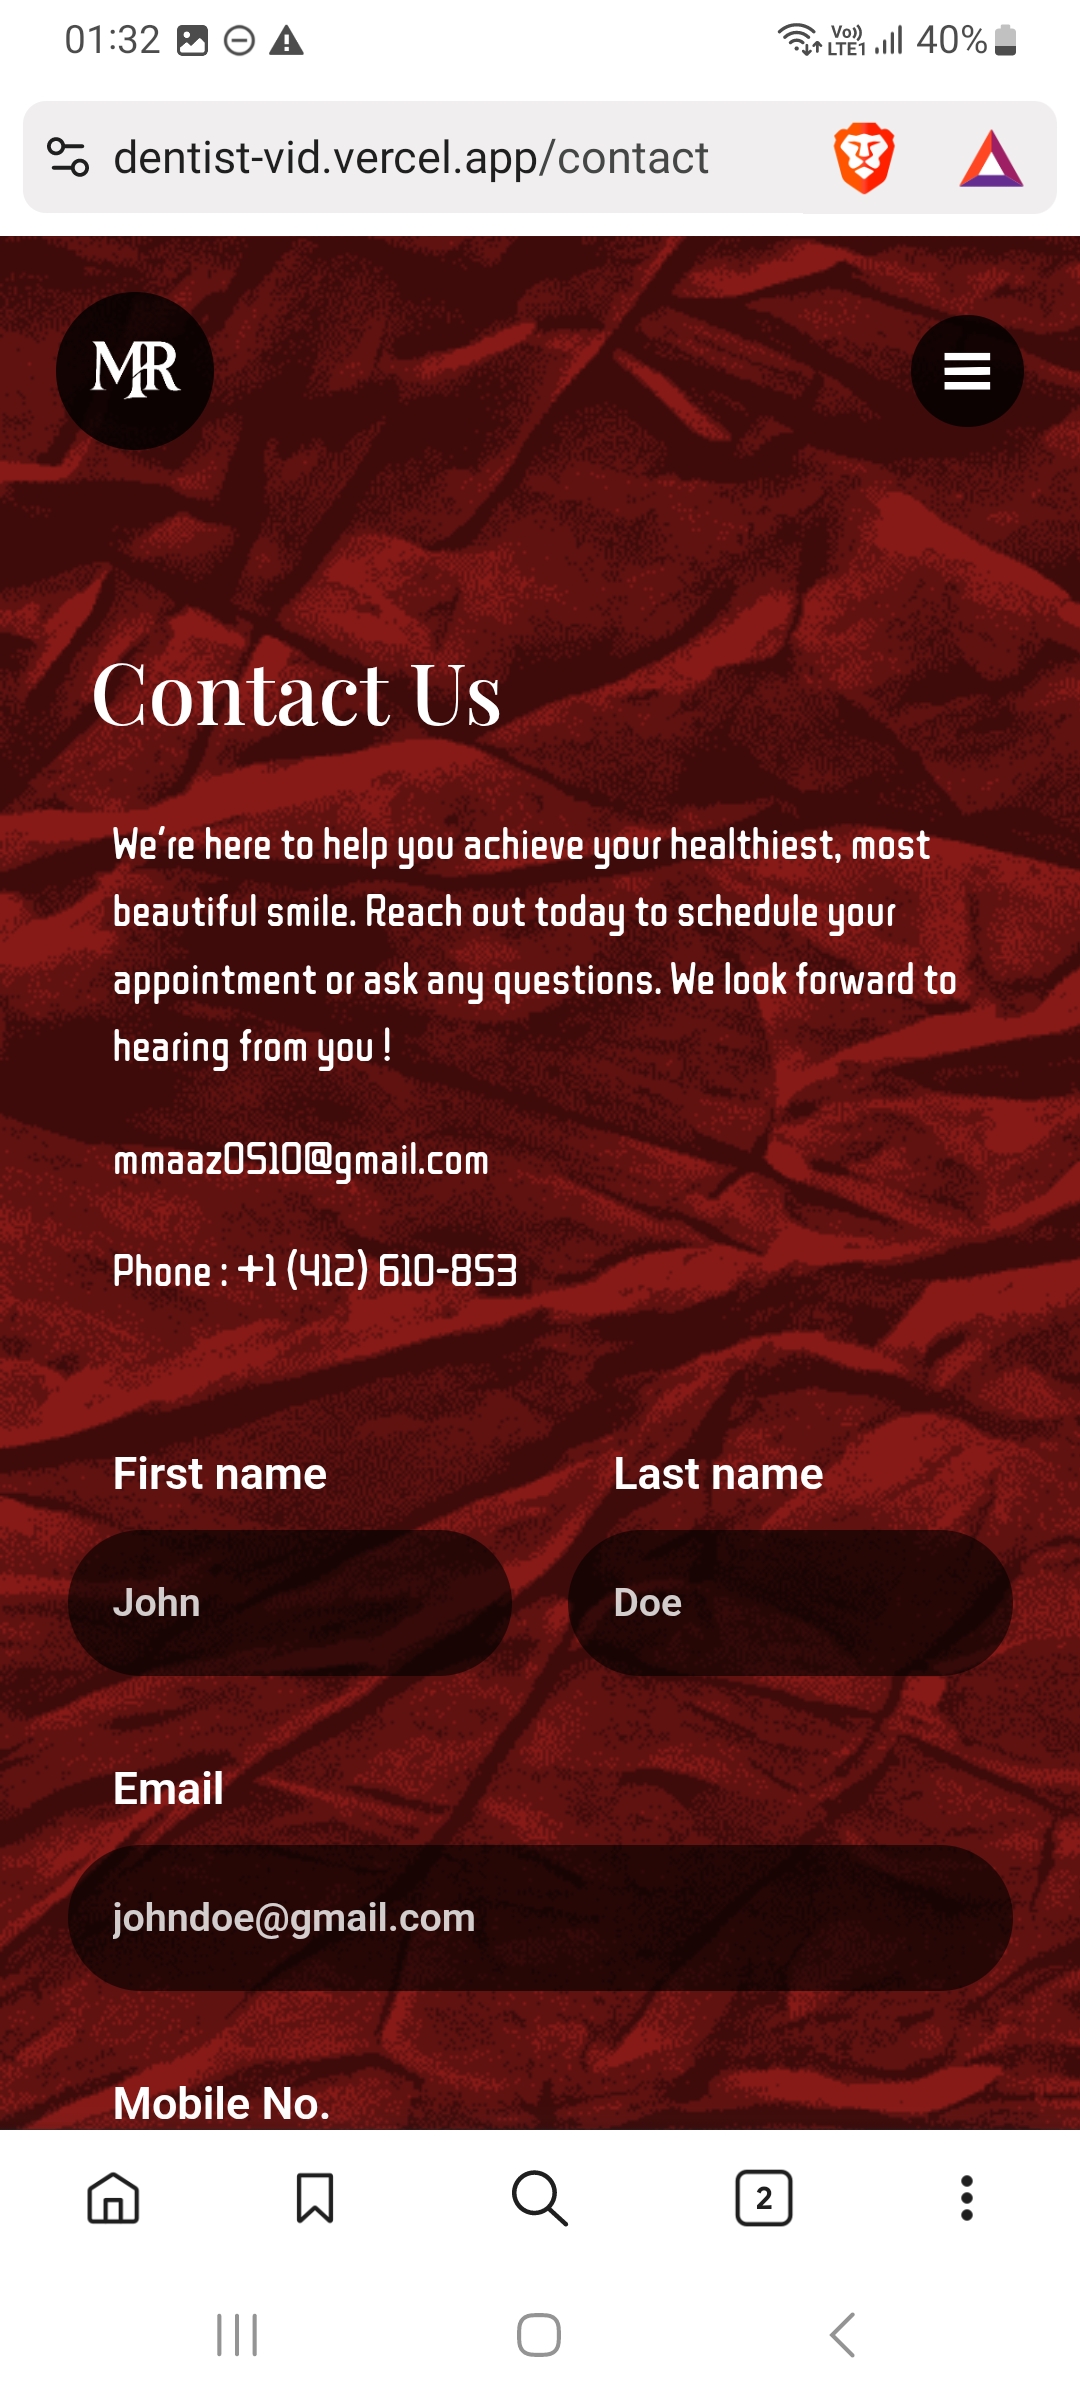 01:32
Vo)) LTE1 40%
dentist-vid.vercel.app/contact
MR
Contact Us
We're here to help you achieve your healthiest, most
beautiful smile. Reach out today to schedule your
appointment or ask any questions. We look forward to
hearing from you !
mmaaz0510@gmail.com
Phone : +1 (412) 610-853
First name Last name
John Doe
Email
johndoe@gmail.com
Mobile No.
2